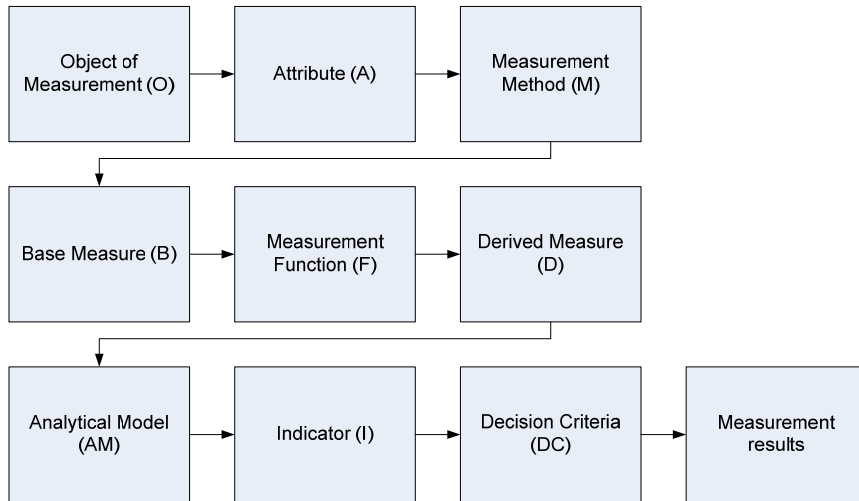 Object of
Measurement (O)
Attribute (A)
Measurement
Method (M)
Base Measure (B)
Measurement
Function (F)
Derived Measure
(D)
Analytical Model
(AM)
Indicator (I)
Decision Criteria
(DC)
Measurement
results